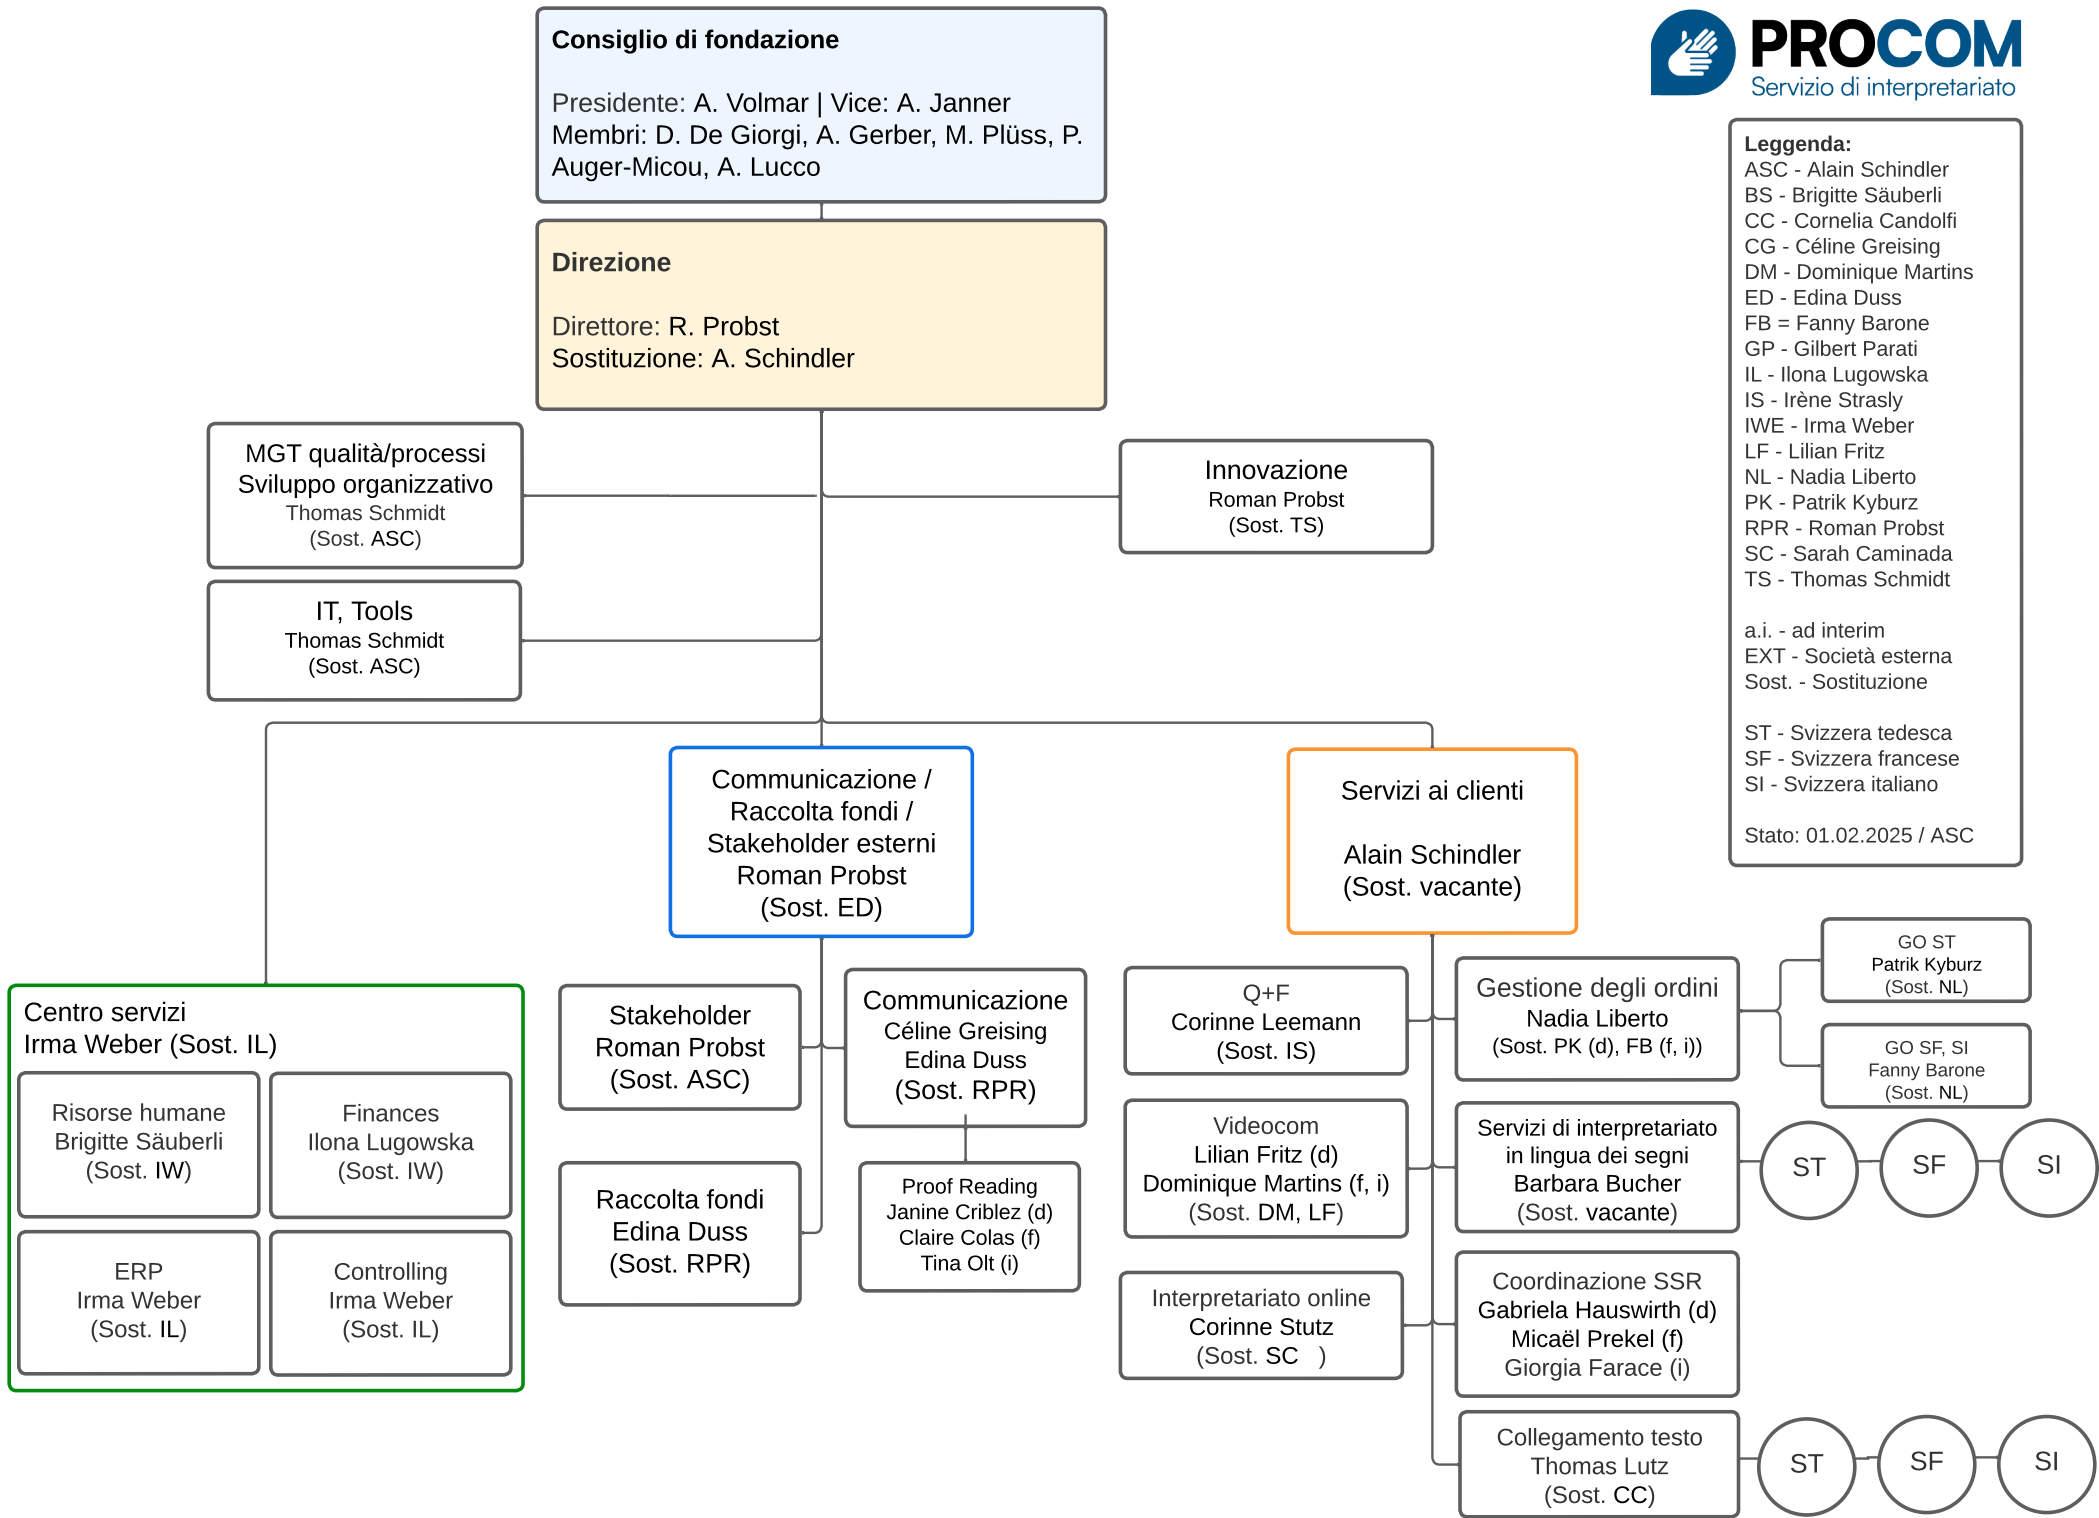 PROCOM
Servizio di interpretariato
Consiglio di fondazione
Presidente: A. Volmar | Vice: A. Janner
Membri: D. De Giorgi, A. Gerber, M. Plüss, P.
Auger-Micou, A. Lucco
Direzione
Direttore: R. Probst
Sostituzione: A. Schindler
Leggenda:
ASC - Alain Schindler
BS - Brigitte Säuberli
CC - Cornelia Candolfi
CG - Céline Greising
DM - Dominique Martins
ED - Edina Duss
FB = Fanny Barone
GP - Gilbert Parati
IL - Ilona Lugowska
IS - Irène Strasly
IWE - Irma Weber
LF - Lilian Fritz
NL - Nadia Liberto
PK - Patrik Kyburz
RPR - Roman Probst
SC - Sarah Caminada
TS - Thomas Schmidt
a.i. - ad interim
EXT - Società esterna
Sost. - Sostituzione
ST - Svizzera tedesca
SF - Svizzera francese
SI - Svizzera italiano
Stato: 01.02.2025 / ASC
MGT qualità/processi
Sviluppo organizzativo
Thomas Schmidt
(Sost. ASC)
Innovazione
Roman Probst
(Sost. TS)
IT, Tools
Thomas Schmidt
(Sost. ASC)
Communicazione /
Raccolta fondi /
Stakeholder esterni
Roman Probst
(Sost. ED)
Servizi ai clienti
Alain Schindler
(Sost. vacante)
Centro servizi
Irma Weber (Sost. IL)
Risorse humane
Brigitte Säuberli
(Sost. IW)
Finances
Ilona Lugowska
(Sost. IW)
ERP
Irma Weber
(Sost. IL)
Controlling
Irma Weber
(Sost. IL)
Stakeholder
Roman Probst
(Sost. ASC)
Communicazione
Céline Greising
Edina Duss
(Sost. RPR)
Raccolta fondi
Edina Duss
(Sost. RPR)
Proof Reading
Janine Criblez (d)
Claire Colas (f)
Tina Olt (i)
Q+F
Corinne Leemann
(Sost. IS)
Gestione degli ordini
Nadia Liberto
(Sost. PK (d), FB (f, i))
GO ST
Patrik Kyburz
(Sost. NL)
GO SF, SI
Fanny Barone
(Sost. NL)
Videocom
Lilian Fritz (d)
Dominique Martins (f, i)
(Sost. DM, LF)
Servizi di interpretariato
in lingua dei segni
Barbara Bucher
(Sost. vacante)
ST
SF
SI
Interpretariato online
Corinne Stutz
(Sost. SC )
Coordinazione SSR
Gabriela Hauswirth (d)
Micaël Prekel (f)
Giorgia Farace (i)
Collegamento testo
Thomas Lutz
(Sost. CC)
ST
SF
SI